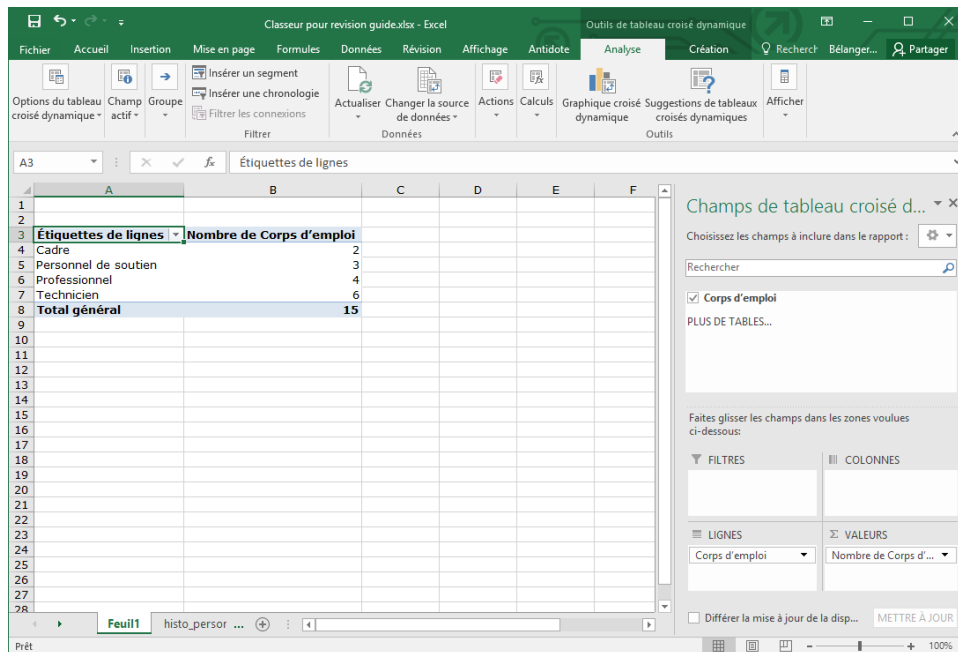 Classeur pour revision guide.xlsx - Excel
Outils de tableau croisé dynamique
Fichier Accueil Insertion Mise en page Formules Données Révision Affichage Antidote Analyse Création Recherch Bélanger... Partager
Options du tableau croisé dynamique
Champ actif
Groupe
Insérer un segment
Insérer une chronologie
Filtrer les connexions
Filtrer
Actualiser
Changer la source de données
Données
Actions
Calculs
Graphique croisé dynamique
Suggestions de tableaux croisés dynamiques
Outils
Afficher
A3 fx Étiquettes de lignes
A B C D E F
1
2
3 Étiquettes de lignes Nombre de Corps d’emploi
4 Cadre 2
5 Personnel de soutien 3
6 Professionnel 4
7 Technicien 6
8 Total général 15
9
10
11
12
13
14
15
16
17
18
19
20
21
22
23
24
25
26
27
28
Champs de tableau croisé d...
Choisissez les champs à inclure dans le rapport :
Rechercher
Corps d’emploi
PLUS DE TABLES...
Faites glisser les champs dans les zones voulues
ci-dessous:
FILTRES COLONNES
LIGNES Σ VALEURS
Corps d’emploi Nombre de Corps d’...
Différer la mise à jour de la disp... METTRE À JOUR
Feuil1 histo_persor ...
Prêt 100%